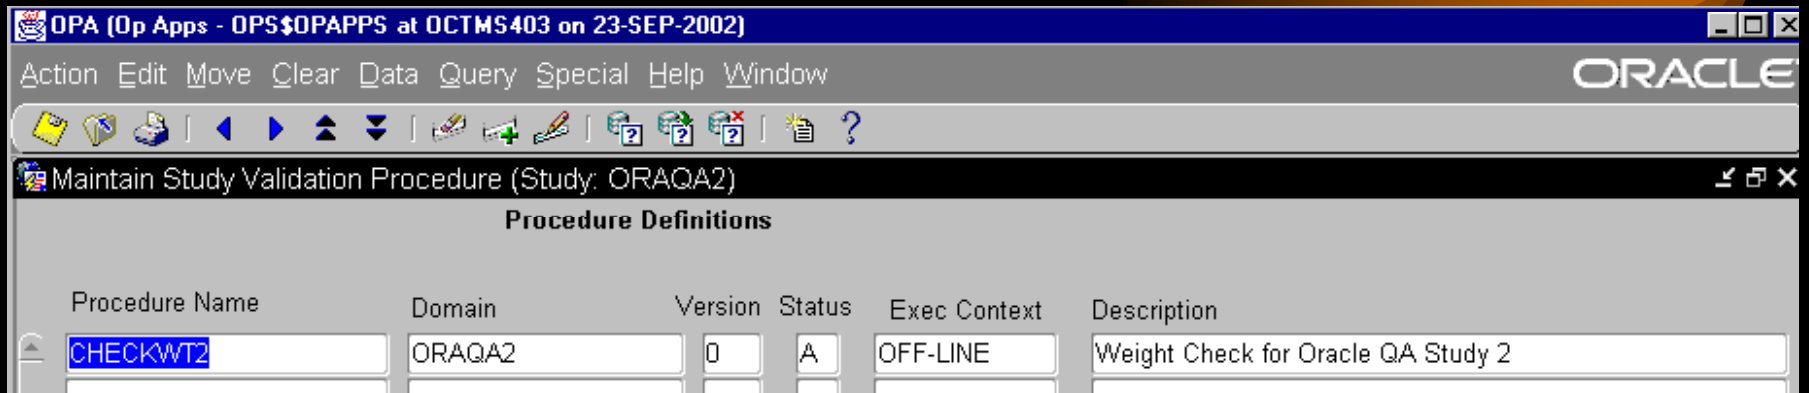 OPA (Op Apps - OPS$OPAPPS at OCTMS403 on 23-SEP-2002)
Action Edit Move Clear Data Query Special Help Window ORACLE
Maintain Study Validation Procedure (Study: ORAQA2)
Procedure Definitions
Procedure Name Domain Version Status Exec Context Description
CHECKWT2 ORAQA2 0 A OFF-LINE Weight Check for Oracle QA Study 2